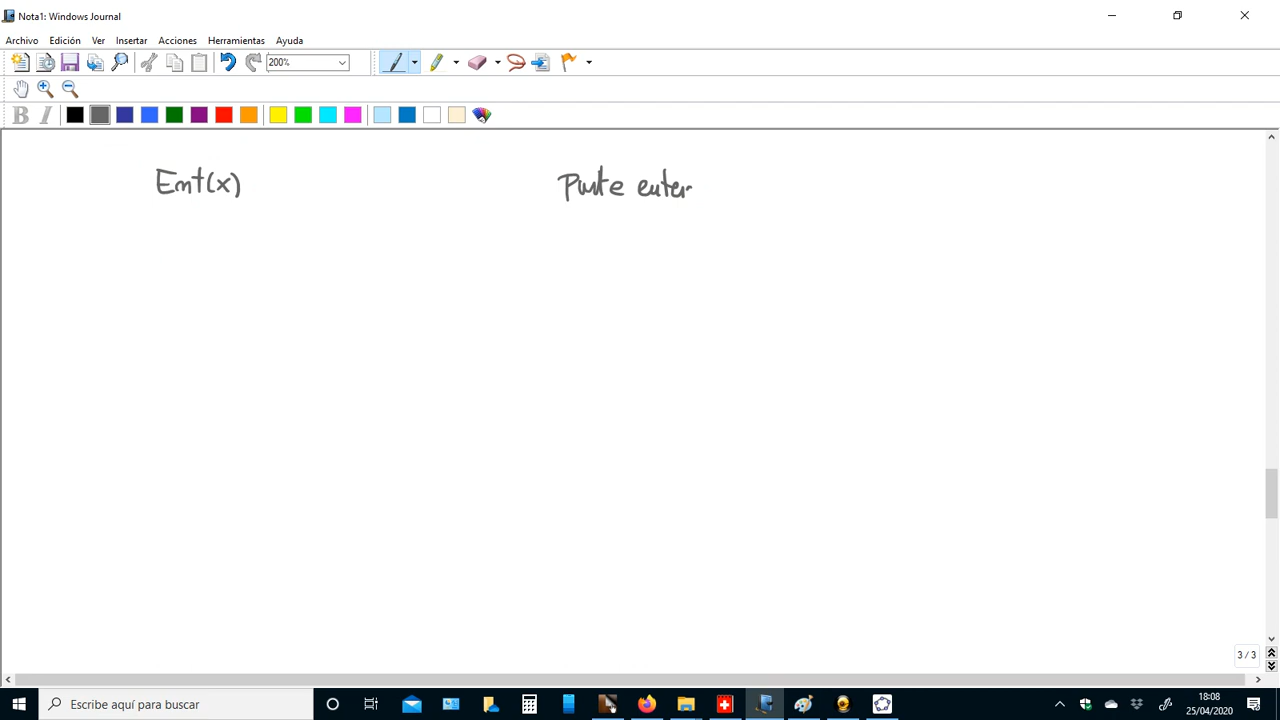 Nota1: Windows Journal
Archivo Edición Ver Insertar Acciones Herramientas Ayuda
200%
B I
Ent(x) Parte enter
3 / 3
Escribe aquí para buscar
18:08
25/04/2020